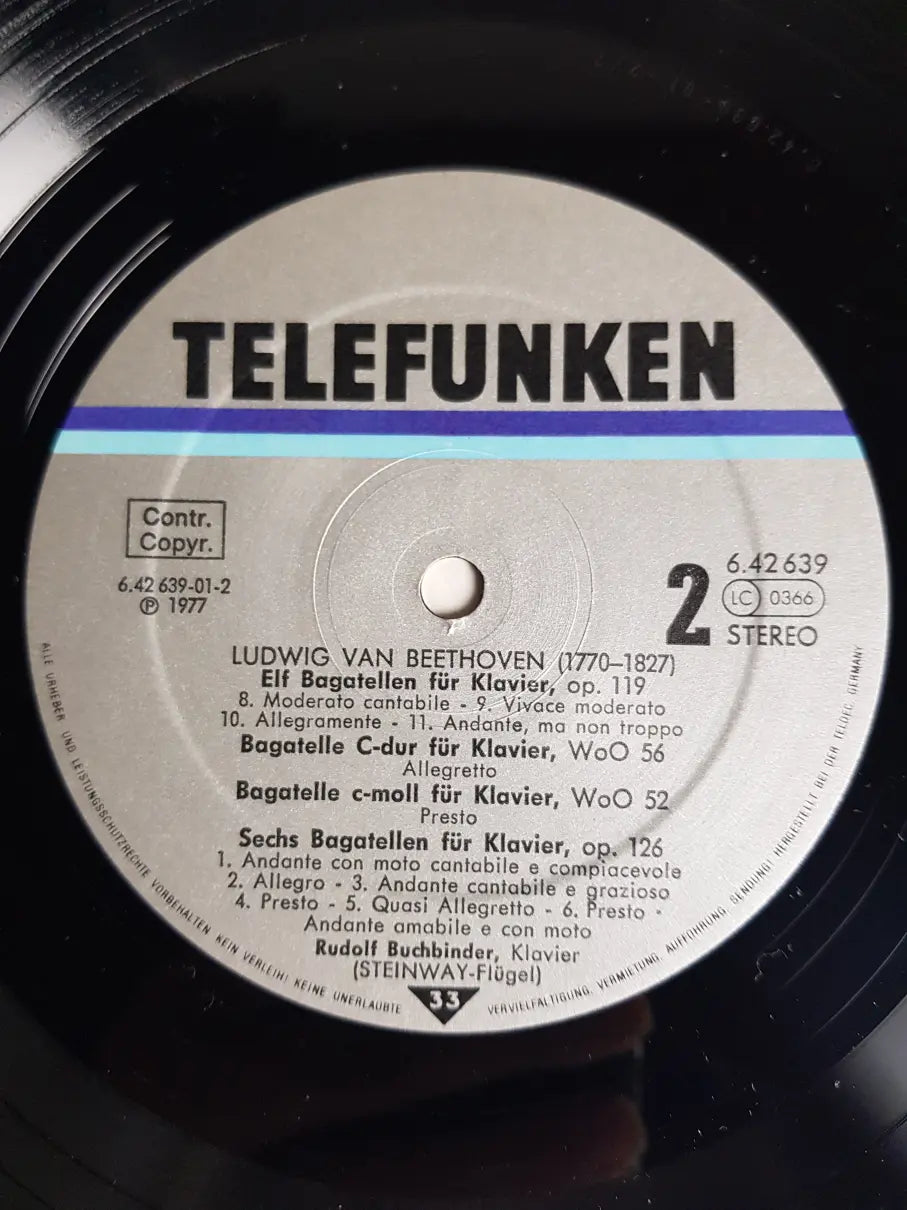 TELEFUNKEN
Contr.
Copyr.
6.42 639-01-2
℗ 1977
2
6.42 639
LC 0366
STEREO
LUDWIG VAN BEETHOVEN (1770–1827)
Elf Bagatellen für Klavier, op. 119
8. Moderato cantabile - 9. Vivace moderato
10. Allegramente - 11. Andante, ma non troppo
Bagatelle C-dur für Klavier, WoO 56
Allegretto
Bagatelle c-moll für Klavier, WoO 52
Presto
Sechs Bagatellen für Klavier, op. 126
1. Andante con moto cantabile e compiacevole
2. Allegro - 3. Andante cantabile e grazioso
4. Presto - 5. Quasi Allegretto - 6. Presto -
Andante amabile e con moto
Rudolf Buchbinder, Klavier
(STEINWAY-Flügel)
33
ALLE URHEBER UND LEISTUNGSSCHUTZRECHTE VORBEHALTEN KEIN VERLEIH! KEINE UNERLAUBTE VERVIELFÄLTIGUNG, VERMIETUNG, AUFFÜHRUNG, SENDUNG! HERGESTELLT BEI DER TELDEC GERMANY